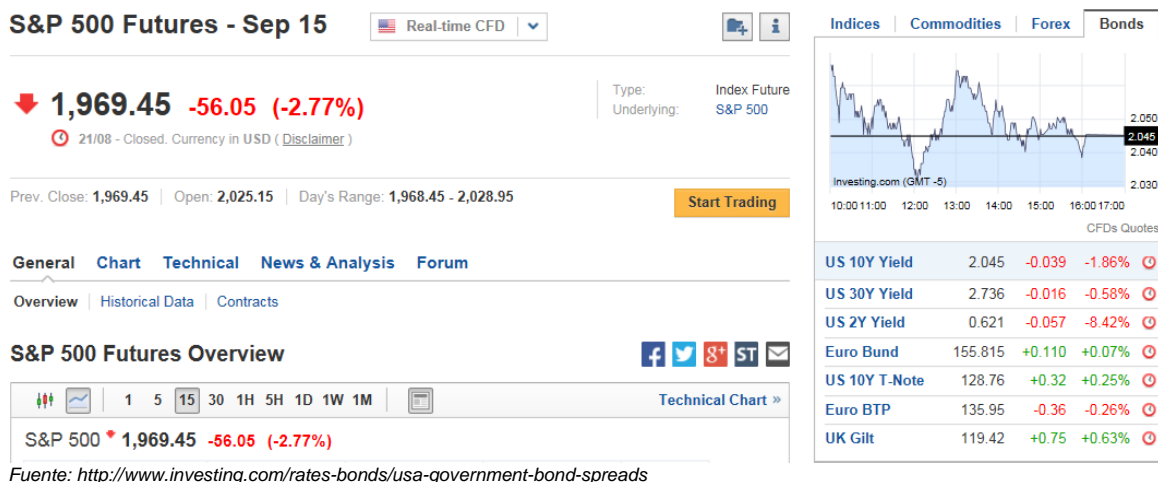 S&P 500 Futures - Sep 15
Real-time CFD
1,969.45 -56.05 (-2.77%)
21/08 - Closed. Currency in USD ( Disclaimer )
Type: Index Future
Underlying: S&P 500
Prev. Close: 1,969.45 Open: 2,025.15 Day's Range: 1,968.45 - 2,028.95
Start Trading
General Chart Technical News & Analysis Forum
Overview Historical Data Contracts
S&P 500 Futures Overview
f g+ ST
1 5 15 30 1H 5H 1D 1W 1M
Technical Chart »
S&P 500 1,969.45 -56.05 (-2.77%)
Fuente: http://www.investing.com/rates-bonds/usa-government-bond-spreads
Indices Commodities Forex Bonds
2.050
2.045
2.040
2.030
Investing.com (GMT -5)
10:00 11:00 12:00 13:00 14:00 15:00 16:00 17:00
CFDs Quotes
US 10Y Yield 2.045 -0.039 -1.86%
US 30Y Yield 2.736 -0.016 -0.58%
US 2Y Yield 0.621 -0.057 -8.42%
Euro Bund 155.815 +0.110 +0.07%
US 10Y T-Note 128.76 +0.32 +0.25%
Euro BTP 135.95 -0.36 -0.26%
UK Gilt 119.42 +0.75 +0.63%